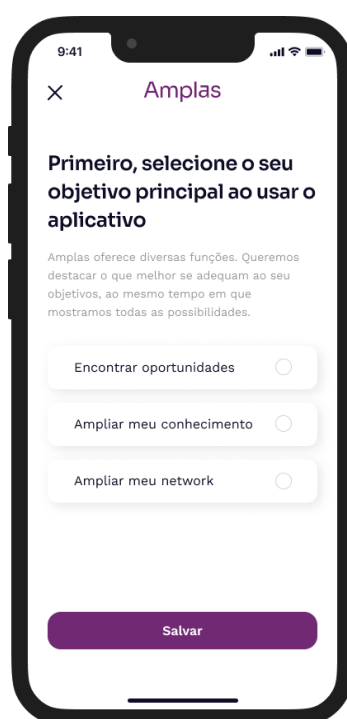 9:41
Amplas
Primeiro, selecione o seu
objetivo principal ao usar o
aplicativo
Amplas oferece diversas funções. Queremos
destacar o que melhor se adequam ao seu
objetivos, ao mesmo tempo em que
mostramos todas as possibilidades.
Encontrar oportunidades
Ampliar meu conhecimento
Ampliar meu network
Salvar